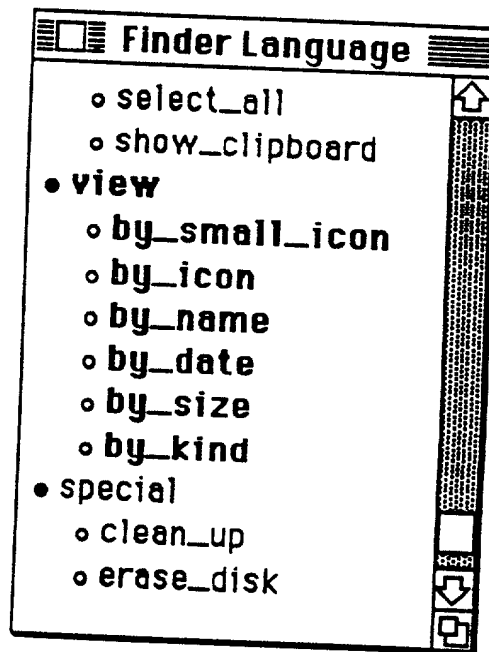 Finder Language
select_all
show_clipboard
view
by_small_icon
by_icon
by_name
by_date
by_size
by_kind
special
clean_up
erase_disk